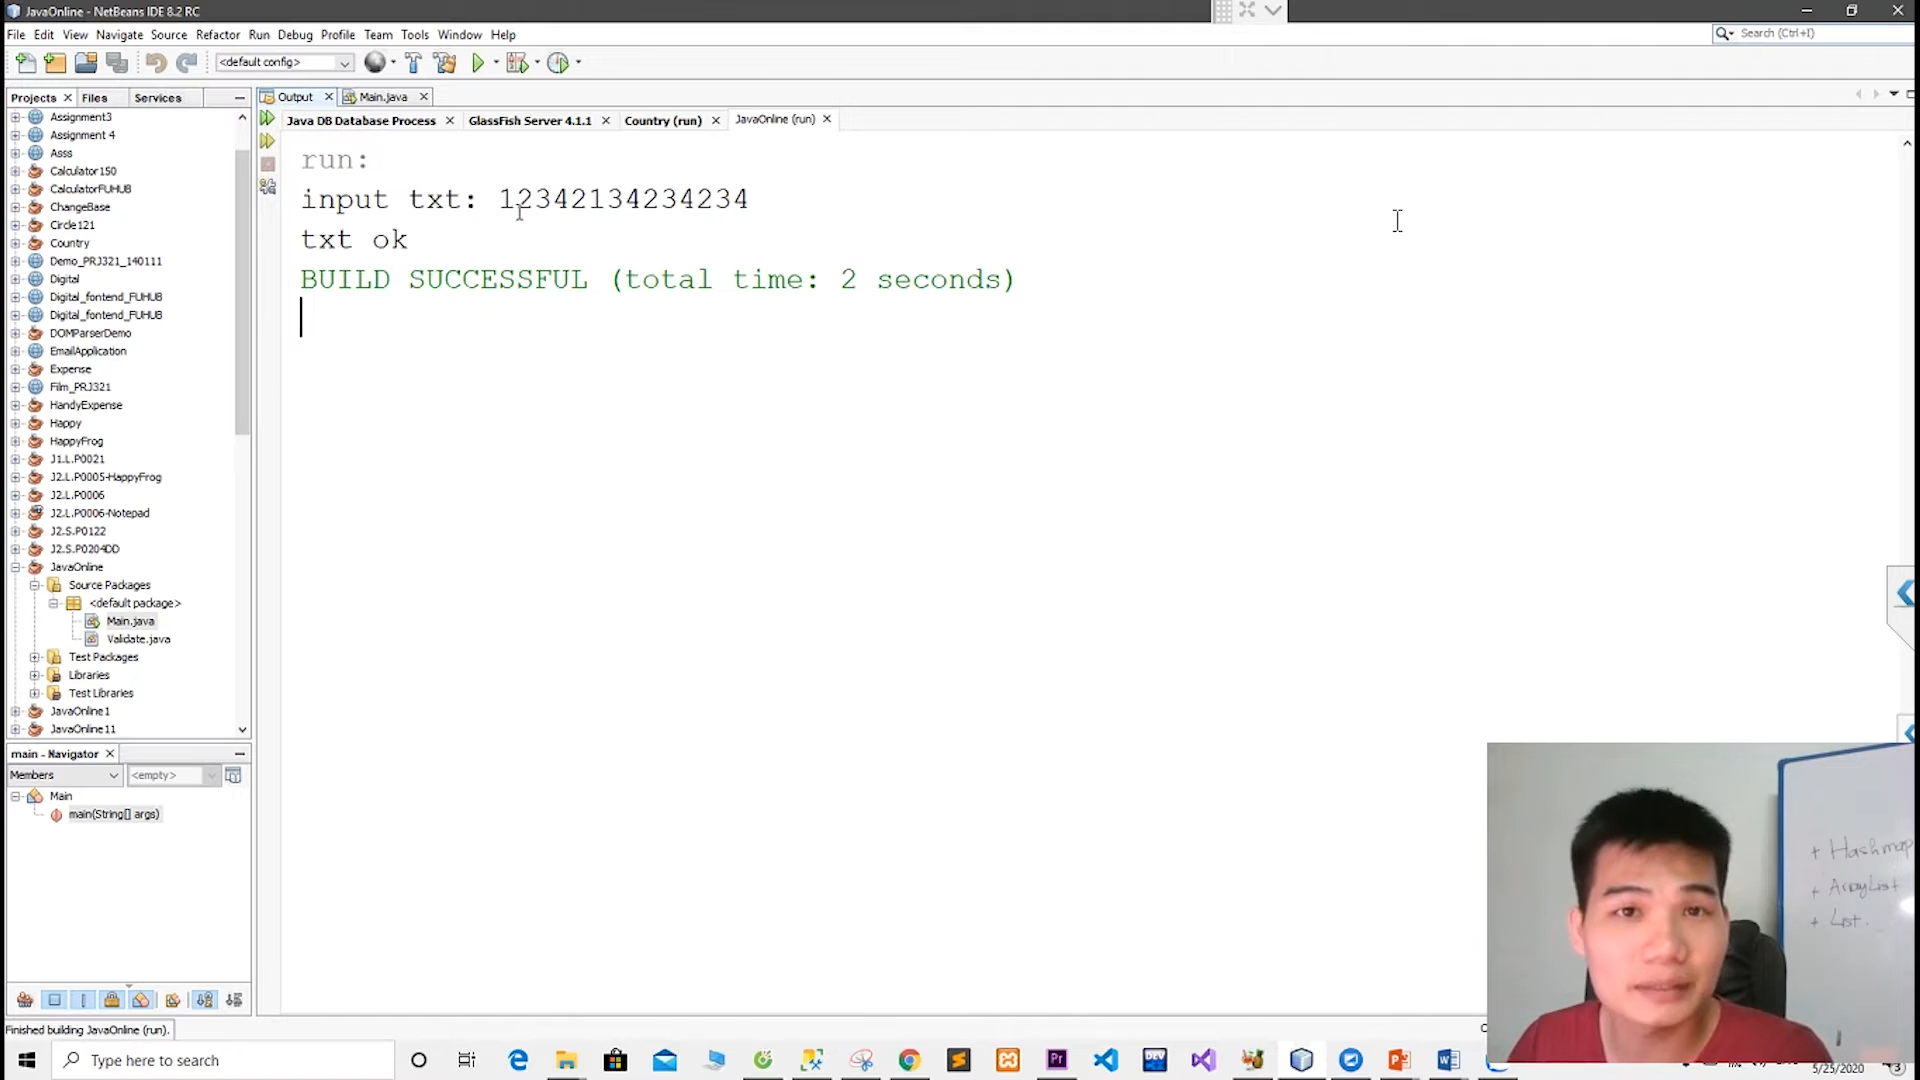 JavaOnline - NetBeans IDE 8.2 RC
File Edit View Navigate Source Refactor Run Debug Profile Team Tools Window Help
Search (Ctrl+I)
<default config>
Projects Files Services
Output Main.java
Java DB Database Process GlassFish Server 4.1.1 Country (run) JavaOnline (run)
run:
input txt: 12342134234234
txt ok
BUILD SUCCESSFUL (total time: 2 seconds)
Assignment3
Assignment 4
Asss
Calculator150
CalculatorFUHUB
ChangeBase
Circle121
Country
Demo_PRJ321_140111
Digital
Digital_fontend_FUHUB
Digital_fontend_FUHUB
DOMParserDemo
EmailApplication
Expense
Film_PRJ321
HandyExpense
Happy
HappyFrog
J1.L.P0021
J2.L.P0005-HappyFrog
J2.L.P0006
J2.L.P0006-Notepad
J2.S.P0122
J2.S.P0204DD
JavaOnline
Source Packages
<default package>
Main.java
Validate.java
Test Packages
Libraries
Test Libraries
JavaOnline1
JavaOnline11
main - Navigator
Members <empty>
Main
main(String[] args)
+ Hashmap
+ ArrayList
+ List.
Finished building JavaOnline (run).
Type here to search
Pr
DEV
5/25/2020
3